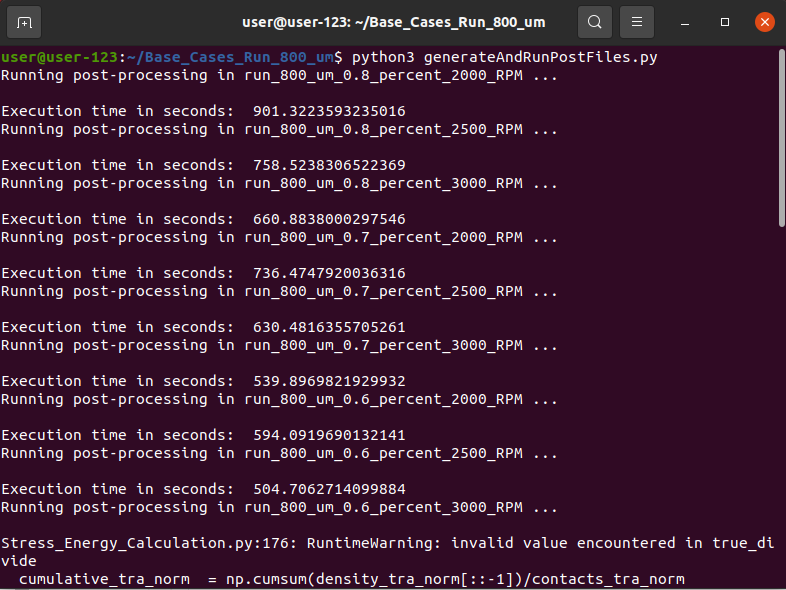 user@user-123: ~/Base_Cases_Run_800_um
user@user-123:~/Base_Cases_Run_800_um$ python3 generateAndRunPostFiles.py
Running post-processing in run_800_um_0.8_percent_2000_RPM ...
Execution time in seconds:  901.3223593235016
Running post-processing in run_800_um_0.8_percent_2500_RPM ...
Execution time in seconds:  758.5238306522369
Running post-processing in run_800_um_0.8_percent_3000_RPM ...
Execution time in seconds:  660.8838000297546
Running post-processing in run_800_um_0.7_percent_2000_RPM ...
Execution time in seconds:  736.4747920036316
Running post-processing in run_800_um_0.7_percent_2500_RPM ...
Execution time in seconds:  630.4816355705261
Running post-processing in run_800_um_0.7_percent_3000_RPM ...
Execution time in seconds:  539.8969821929932
Running post-processing in run_800_um_0.6_percent_2000_RPM ...
Execution time in seconds:  594.0919690132141
Running post-processing in run_800_um_0.6_percent_2500_RPM ...
Execution time in seconds:  504.7062714099884
Running post-processing in run_800_um_0.6_percent_3000_RPM ...
Stress_Energy_Calculation.py:176: RuntimeWarning: invalid value encountered in true_di
vide
  cumulative_tra_norm  = np.cumsum(density_tra_norm[::-1])/contacts_tra_norm